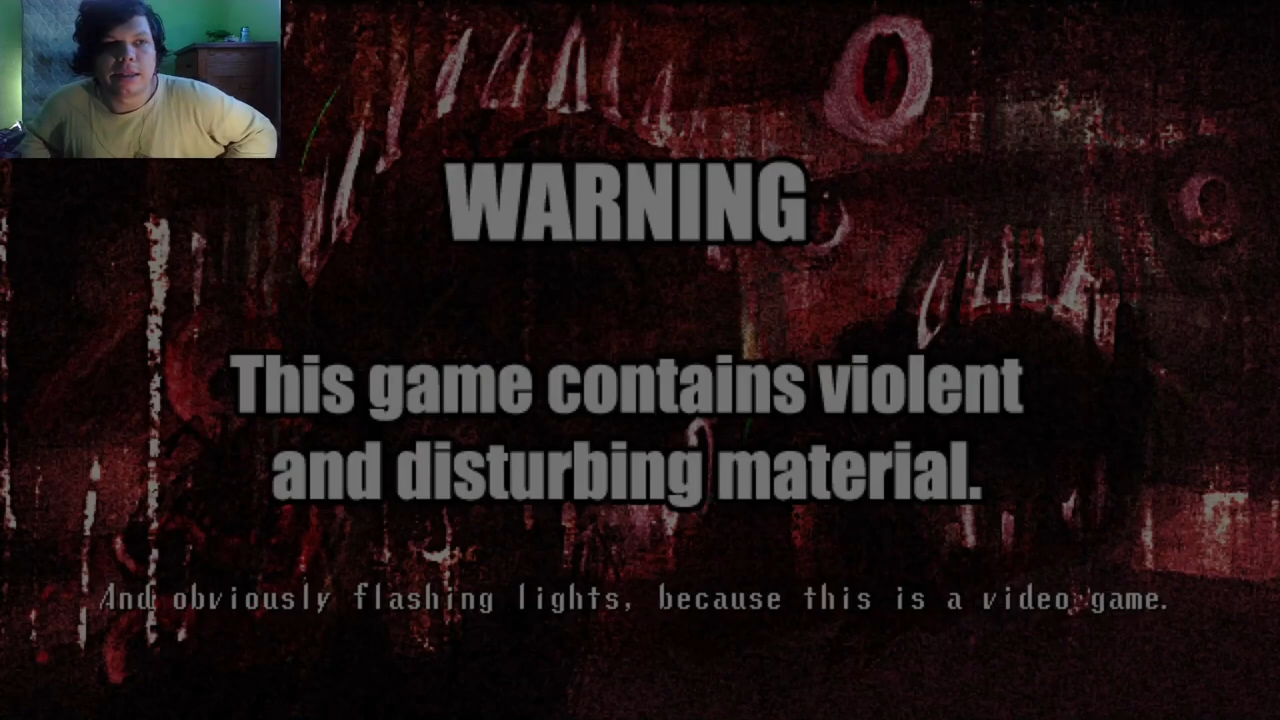 WARNING
This game contains violent
and disturbing material.
And obviously flashing lights, because this is a video game.